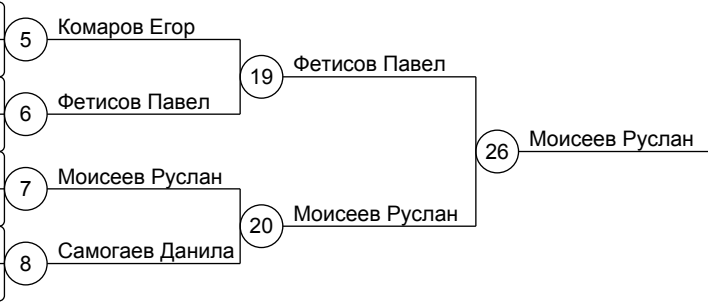 5
Комаров Егор
6
Фетисов Павел
19
Фетисов Павел
7
Моисеев Руслан
8
Самогаев Данила
20
Моисеев Руслан
26
Моисеев Руслан